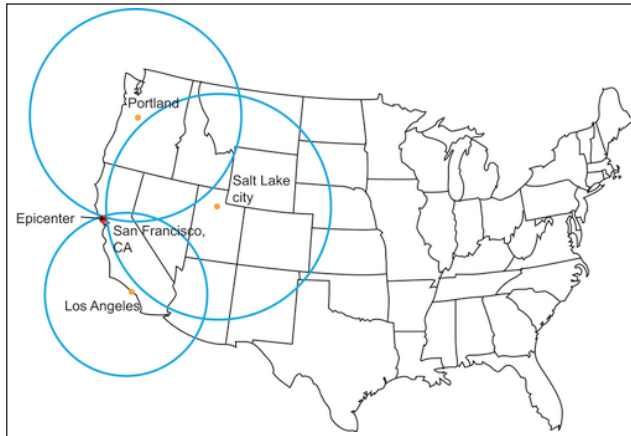 Portland
Salt Lake
city
Epicenter
San Francisco,
CA
Los Angeles